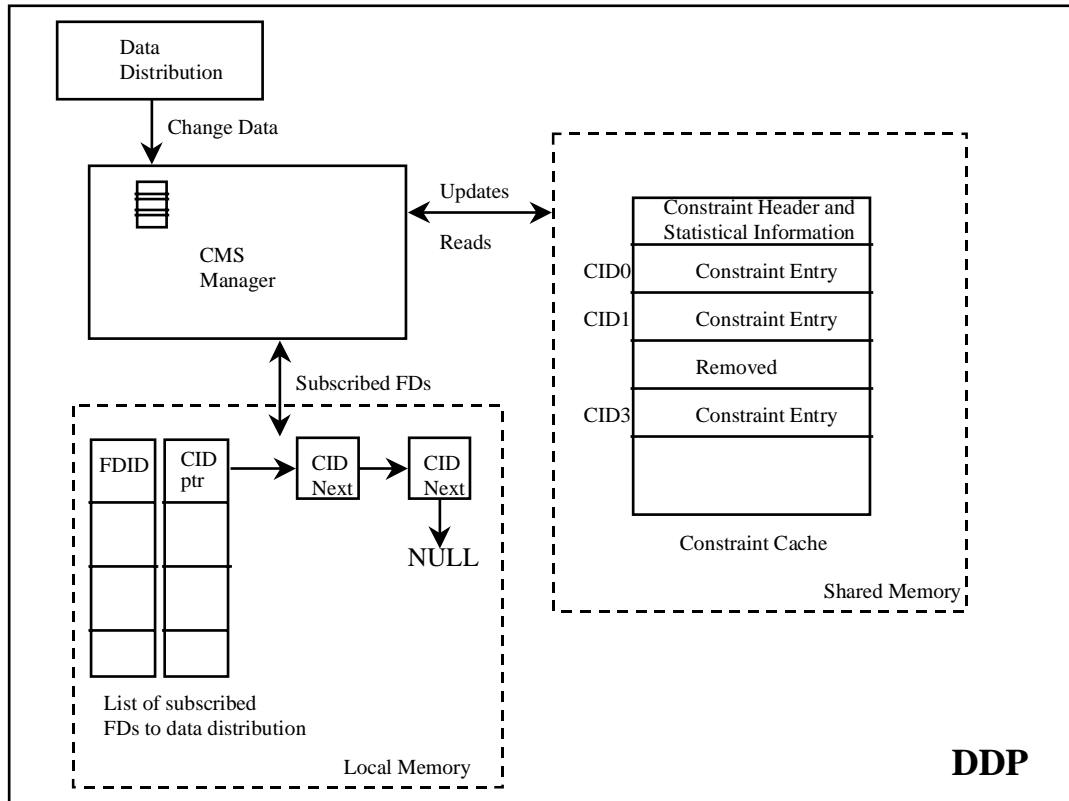 Data
Distribution
Change Data
Updates
Reads
CMS
Manager
Constraint Header and
Statistical Information
CID0 Constraint Entry
CID1 Constraint Entry
Removed
CID3 Constraint Entry
Constraint Cache
Shared Memory
Subscribed FDs
FDID
CID
ptr
CID
Next
CID
Next
NULL
List of subscribed
FDs to data distribution
Local Memory
DDP